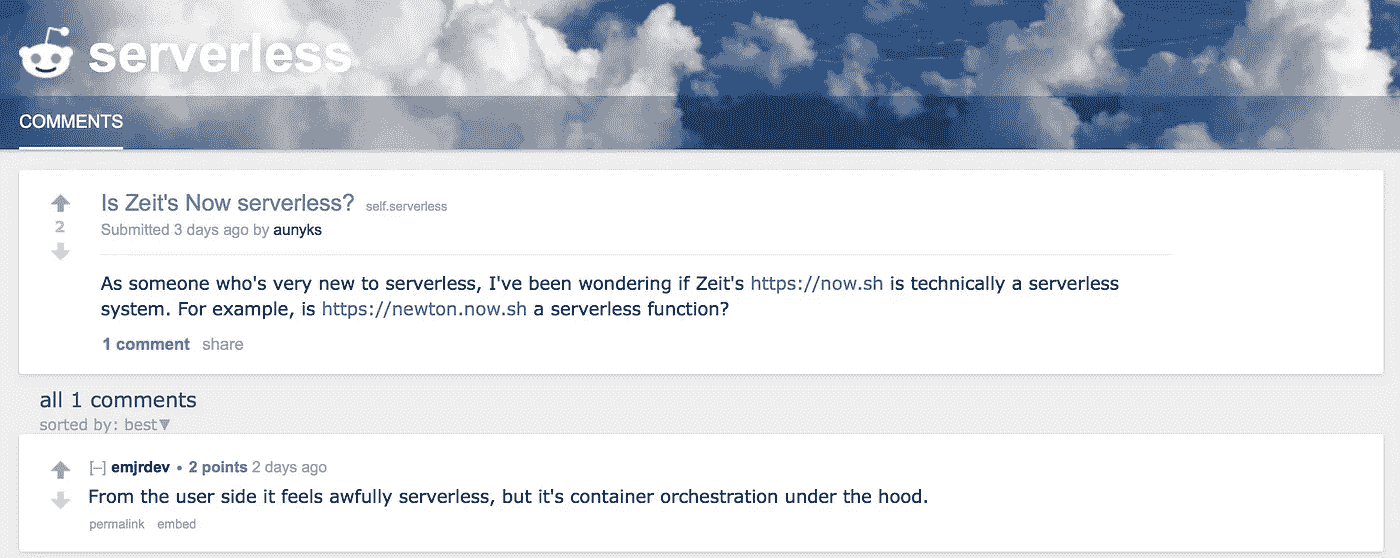 serverless
COMMENTS
Is Zeit's Now serverless? self.serverless
2
Submitted 3 days ago by aunyks
As someone who's very new to serverless, I've been wondering if Zeit's https://now.sh is technically a serverless
system. For example, is https://newton.now.sh a serverless function?
1 comment share
all 1 comments
sorted by: best▼
[–] emjrdev • 2 points 2 days ago
From the user side it feels awfully serverless, but it's container orchestration under the hood.
permalink embed